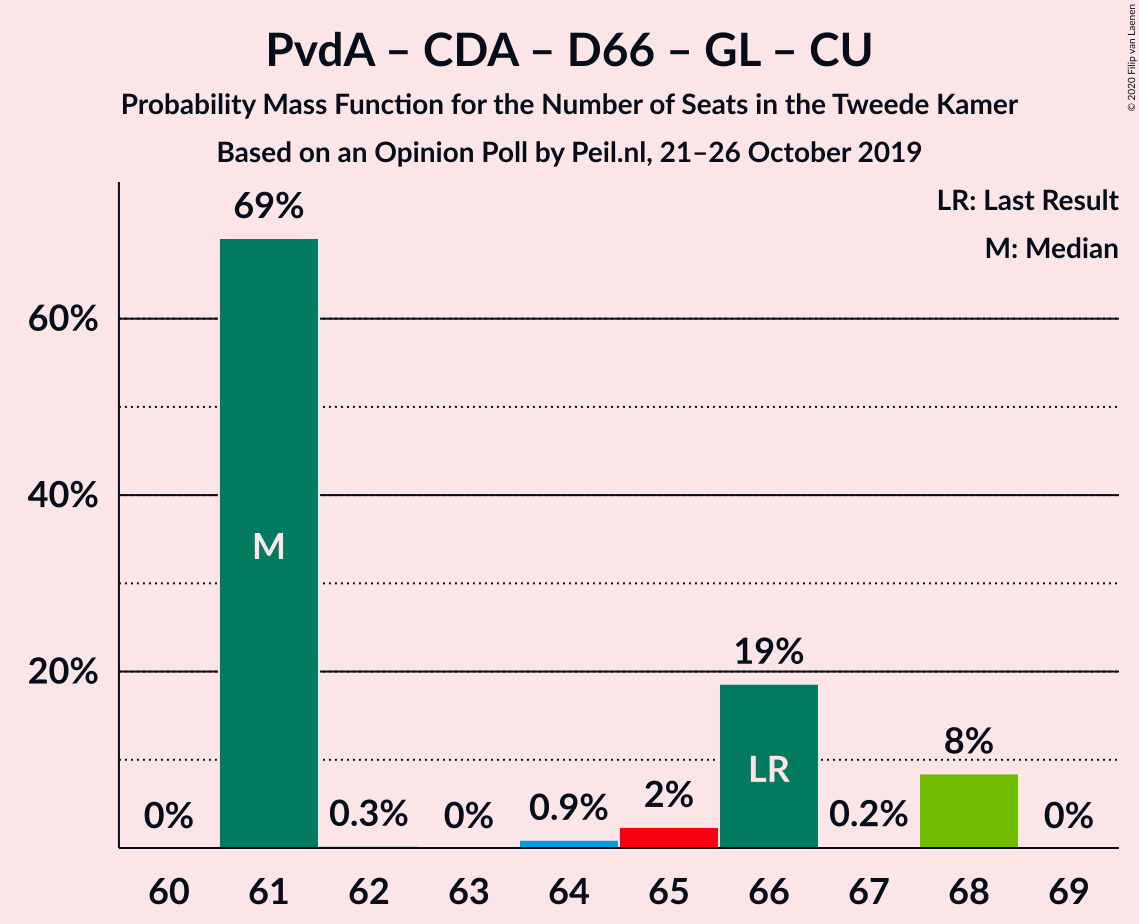 PvdA – CDA – D66 – GL – CU
Probability Mass Function for the Number of Seats in the Tweede Kamer
Based on an Opinion Poll by Peil.nl, 21–26 October 2019
© 2020 Filip van Laenen
LR: Last Result
M: Median
69%
60%
40%
20%
M
19%
LR
8%
0%
0.3%
0%
0.9%
2%
0.2%
0%
60 61 62 63 64 65 66 67 68 69